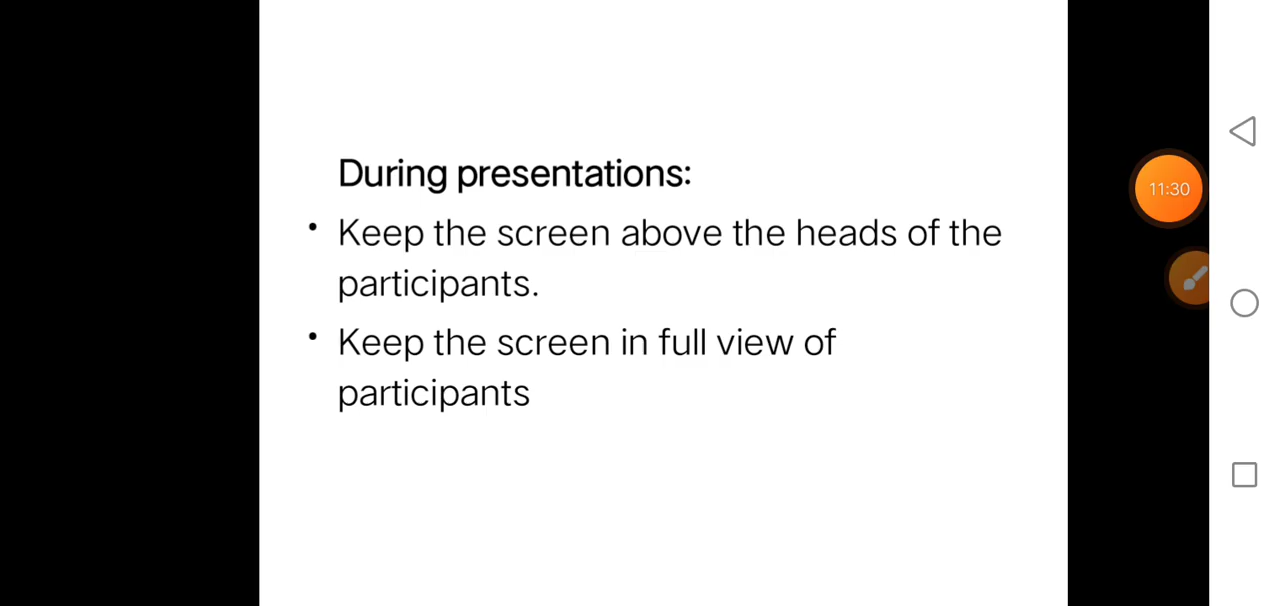 During presentations:
• Keep the screen above the heads of the
participants.
• Keep the screen in full view of
participants
11:30